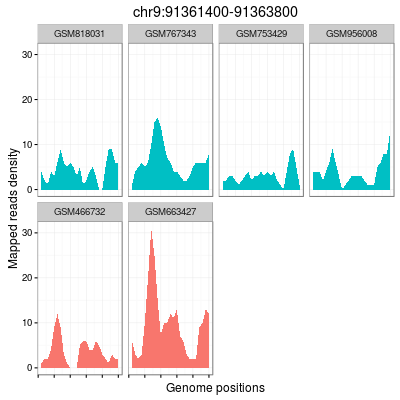 chr9:91361400-91363800
GSM818031 GSM767343 GSM753429 GSM956008
30
20
10
0
GSM466732 GSM663427
30
20
10
0
Mapped reads density
Genome positions